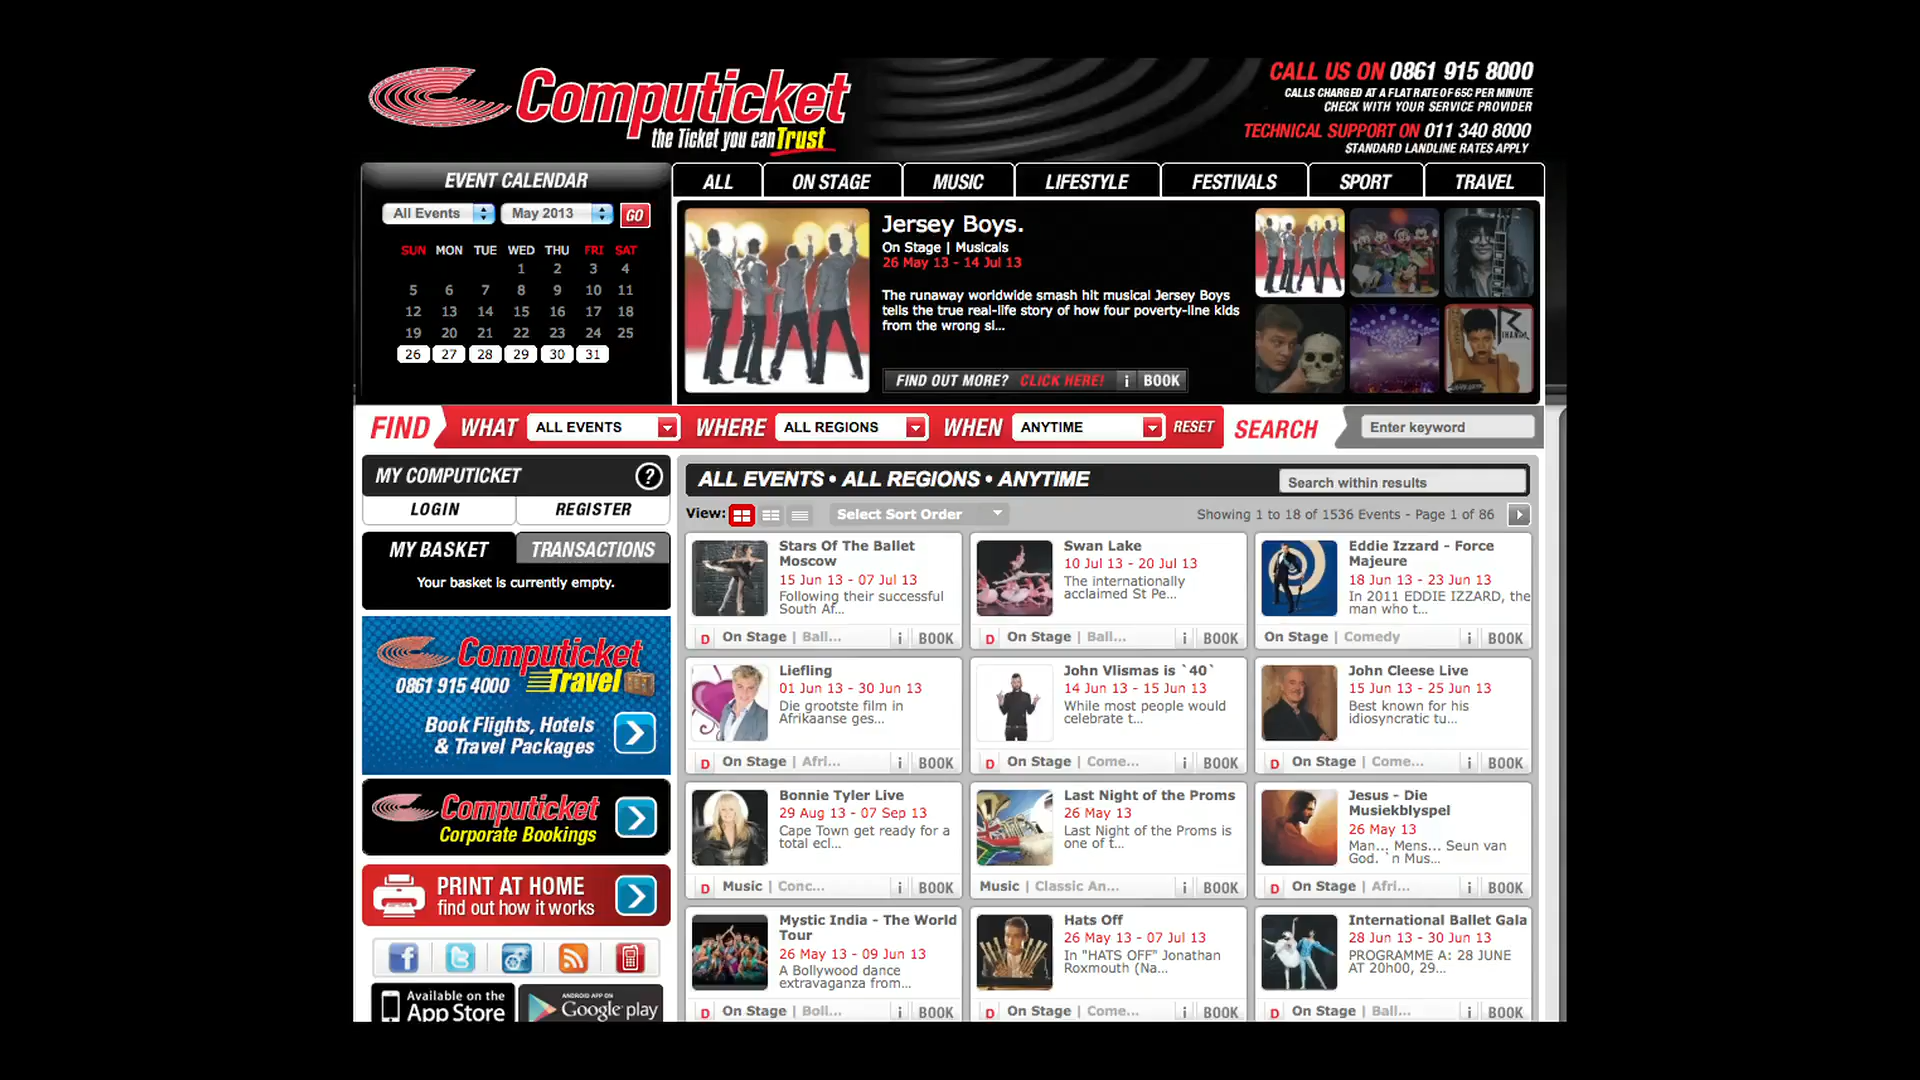 Computicket
the Ticket you can Trust
CALL US ON 0861 915 8000
CALLS CHARGED AT A FLAT RATE OF 65C PER MINUTE
CHECK WITH YOUR SERVICE PROVIDER
TECHNICAL SUPPORT ON 011 340 8000
STANDARD LANDLINE RATES APPLY
EVENT CALENDAR
All Events May 2013 GO
SUN MON TUE WED THU FRI SAT
1 2 3 4
5 6 7 8 9 10 11
12 13 14 15 16 17 18
19 20 21 22 23 24 25
26 27 28 29 30 31
ALL ON STAGE MUSIC LIFESTYLE FESTIVALS SPORT TRAVEL
Jersey Boys.
On Stage | Musicals
26 May 13 - 14 Jul 13
The runaway worldwide smash hit musical Jersey Boys
tells the true real-life story of how four poverty-line kids
from the wrong si...
FIND OUT MORE? CLICK HERE! i BOOK
FIND WHAT ALL EVENTS WHERE ALL REGIONS WHEN ANYTIME RESET SEARCH Enter keyword
MY COMPUTICKET ?
LOGIN REGISTER
MY BASKET TRANSACTIONS
Your basket is currently empty.
Computicket
0861 915 4000 Travel
Book Flights, Hotels
& Travel Packages
Computicket
Corporate Bookings
PRINT AT HOME
find out how it works
Available on the
App Store
ANDROID APP ON
Google play
ALL EVENTS • ALL REGIONS • ANYTIME Search within results
View: Select Sort Order Showing 1 to 18 of 1536 Events - Page 1 of 86
Stars Of The Ballet
Moscow
15 Jun 13 - 07 Jul 13
Following their successful
South Af...
D On Stage | Ball... i BOOK
Swan Lake
10 Jul 13 - 20 Jul 13
The internationally
acclaimed St Pe...
D On Stage | Ball... i BOOK
Eddie Izzard - Force
Majeure
18 Jun 13 - 23 Jun 13
In 2011 EDDIE IZZARD, the
man who t...
On Stage | Comedy i BOOK
Liefling
01 Jun 13 - 30 Jun 13
Die grootste film in
Afrikaanse ges...
D On Stage | Afri... i BOOK
John Vlismas is `40`
14 Jun 13 - 15 Jun 13
While most people would
celebrate t...
D On Stage | Come... i BOOK
John Cleese Live
15 Jun 13 - 25 Jun 13
Best known for his
idiosyncratic tu...
D On Stage | Come... i BOOK
Bonnie Tyler Live
29 Aug 13 - 07 Sep 13
Cape Town get ready for a
total ecl...
D Music | Conc... i BOOK
Last Night of the Proms
26 May 13
Last Night of the Proms is
one of t...
Music | Classic An... i BOOK
Jesus - Die
Musiekblyspel
26 May 13
Man... Mens... Seun van
God. `n Mus...
D On Stage | Afri... i BOOK
Mystic India - The World
Tour
26 May 13 - 09 Jun 13
A Bollywood dance
extravaganza from...
D On Stage | Boll... i BOOK
Hats Off
26 May 13 - 07 Jul 13
In "HATS OFF" Jonathan
Roxmouth (Na...
D On Stage | Come... i BOOK
International Ballet Gala
28 Jun 13 - 30 Jun 13
PROGRAMME A: 28 JUNE
AT 20h00, 29...
D On Stage | Ball... i BOOK